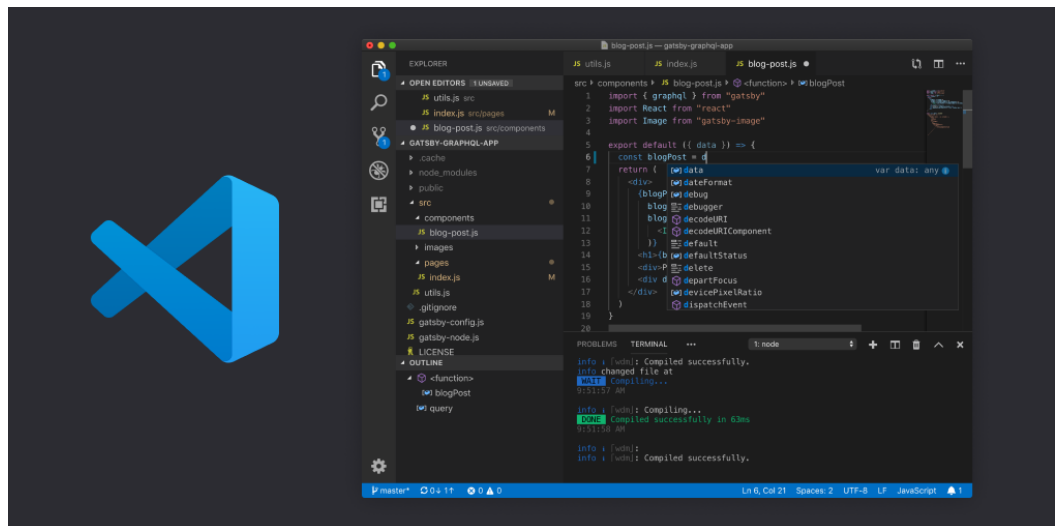 blog-post.js — gatsby-graphql-app
EXPLORER
OPEN EDITORS 1 UNSAVED
JS utils.js src
JS index.js src/pages M
JS blog-post.js src/components
GATSBY-GRAPHQL-APP
.cache
node_modules
public
src
components
JS blog-post.js
images
pages
JS index.js M
JS utils.js
.gitignore
JS gatsby-config.js
JS gatsby-node.js
LICENSE
OUTLINE
<function>
blogPost
query
1
1
JS utils.js JS index.js JS blog-post.js
src components JS blog-post.js <function> blogPost
1 import { graphql } from "gatsby"
2 import React from "react"
3 import Image from "gatsby-image"
4
5 export default ({ data }) => {
6 const blogPost = d
7 return (
8 <div>
9 {blogP
10 blog
11 blog
12 <I
13 )}
14 <h1>{b
15 <div>P
16 <div d
17 </div>
18 )
19 }
20
data var data: any
dateFormat
debug
debugger
decodeURI
decodeURIComponent
default
defaultStatus
delete
departFocus
devicePixelRatio
dispatchEvent
PROBLEMS TERMINAL ••• 1: node
info ｢wdm｣: Compiled successfully.
info changed file at
WAIT Compiling...
9:51:57 AM
info ｢wdm｣: Compiling...
DONE Compiled successfully in 63ms
9:51:58 AM
info ｢wdm｣:
info ｢wdm｣: Compiled successfully.
master* 0↓ 1↑ 0 0 Ln 6, Col 21 Spaces: 2 UTF-8 LF JavaScript 1